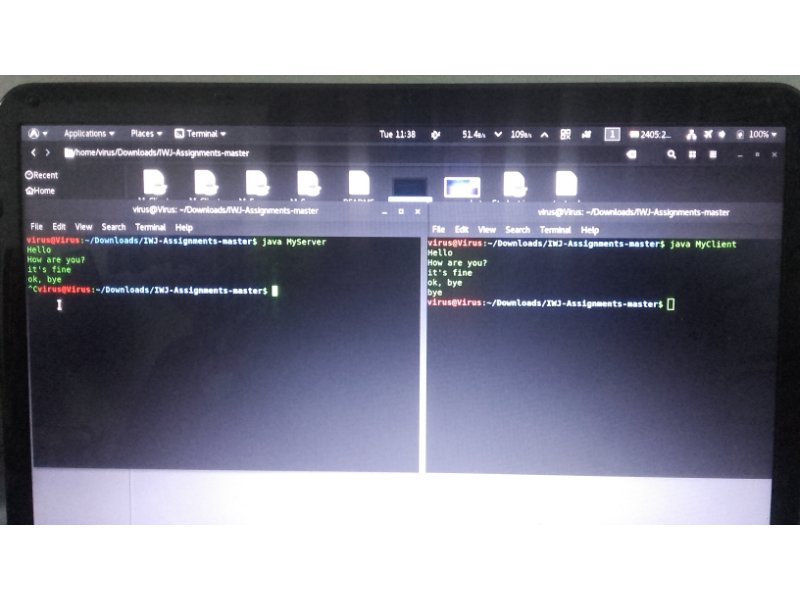 Applications Places Terminal Tue 11:38 51.4 109 1 2405:2... 100%
/home/virus/Downloads/IWJ-Assignments-master
Recent
Home
virus@Virus: ~/Downloads/IWJ-Assignments-master
File Edit View Search Terminal Help
virus@Virus:~/Downloads/IWJ-Assignments-master$ java MyServer
Hello
How are you?
it's fine
ok, bye
^Cvirus@Virus:~/Downloads/IWJ-Assignments-master$
virus@Virus: ~/Downloads/IWJ-Assignments-master
File Edit View Search Terminal Help
virus@Virus:~/Downloads/IWJ-Assignments-master$ java MyClient
Hello
How are you?
it's fine
ok, bye
bye
virus@Virus:~/Downloads/IWJ-Assignments-master$